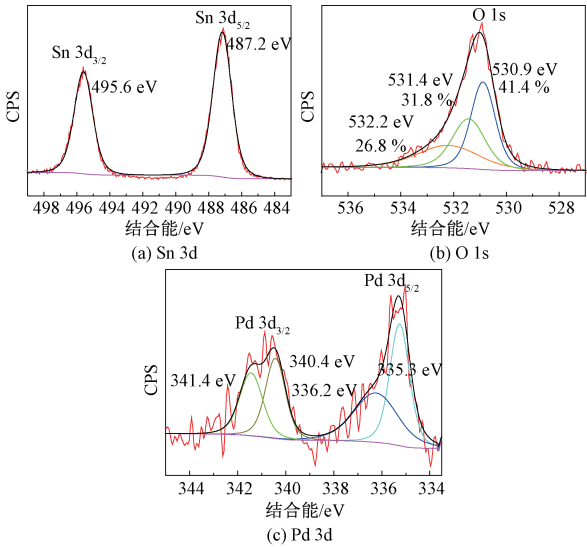 Sn 3d5/2
487.2 eV
Sn 3d3/2
495.6 eV
CPS
498 496 494 492 490 488 486 484
结合能/eV
(a) Sn 3d
O 1s
530.9 eV
41.4 %
531.4 eV
31.8 %
532.2 eV
26.8 %
CPS
536 534 532 530 528
结合能/eV
(b) O 1s
Pd 3d5/2
Pd 3d3/2
340.4 eV
335.3 eV
341.4 eV
336.2 eV
CPS
344 342 340 338 336 334
结合能/eV
(c) Pd 3d